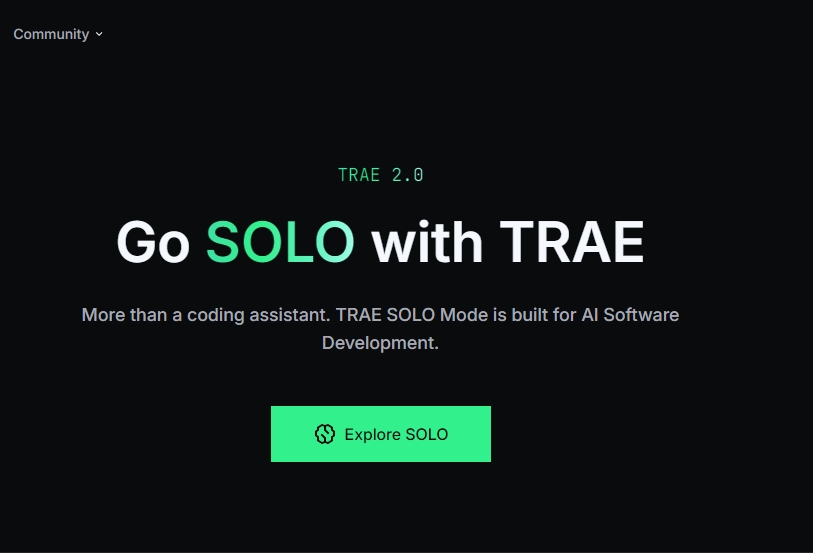 Community
TRAE 2.0
Go SOLO with TRAE
More than a coding assistant. TRAE SOLO Mode is built for AI Software
Development.
Explore SOLO